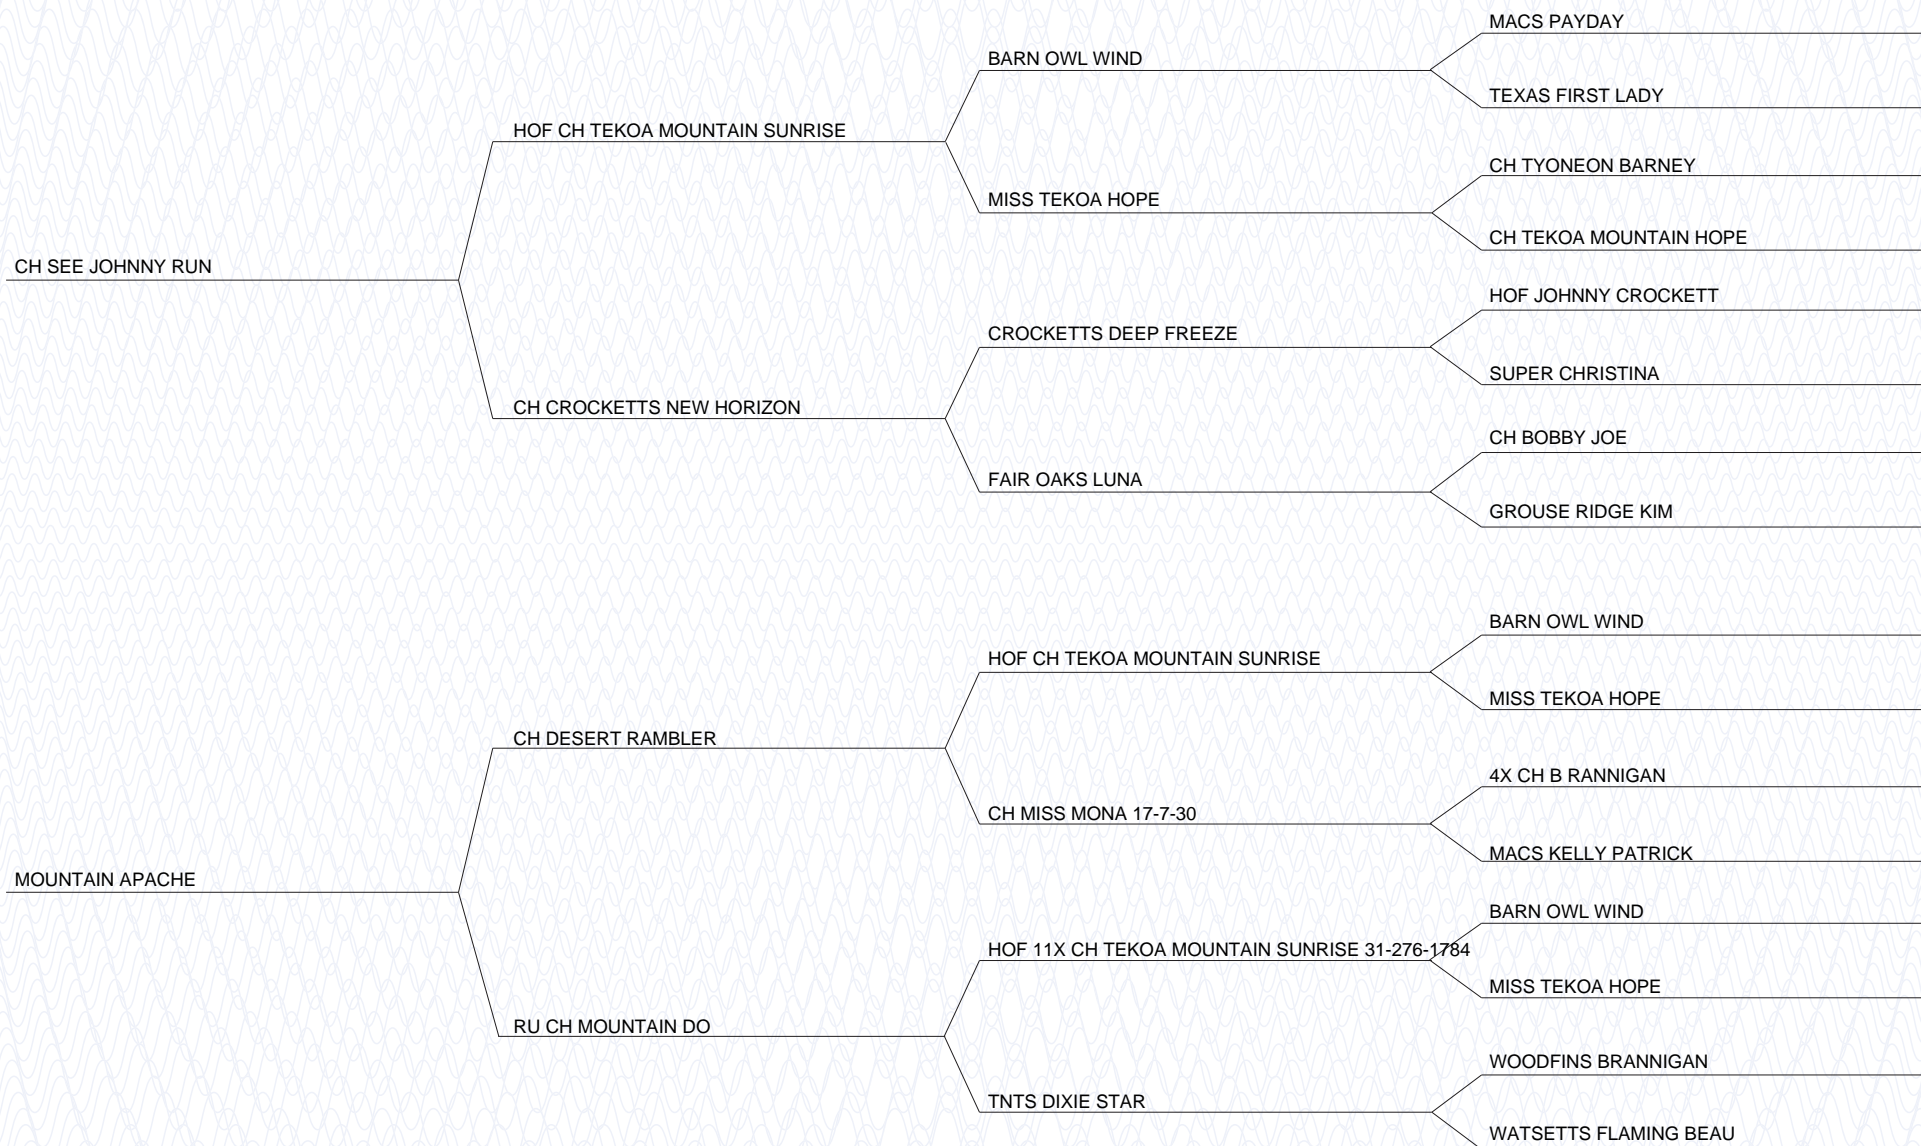 MACS PAYDAY
BARN OWL WIND
TEXAS FIRST LADY
HOF CH TEKOA MOUNTAIN SUNRISE
CH TYONEON BARNEY
MISS TEKOA HOPE
CH TEKOA MOUNTAIN HOPE
CH SEE JOHNNY RUN
HOF JOHNNY CROCKETT
CROCKETTS DEEP FREEZE
SUPER CHRISTINA
CH CROCKETTS NEW HORIZON
CH BOBBY JOE
FAIR OAKS LUNA
GROUSE RIDGE KIM
BARN OWL WIND
HOF CH TEKOA MOUNTAIN SUNRISE
MISS TEKOA HOPE
CH DESERT RAMBLER
4X CH B RANNIGAN
CH MISS MONA 17-7-30
MACS KELLY PATRICK
MOUNTAIN APACHE
BARN OWL WIND
HOF 11X CH TEKOA MOUNTAIN SUNRISE 31-276-1784
MISS TEKOA HOPE
RU CH MOUNTAIN DO
WOODFINS BRANNIGAN
TNTS DIXIE STAR
WATSETTS FLAMING BEAU